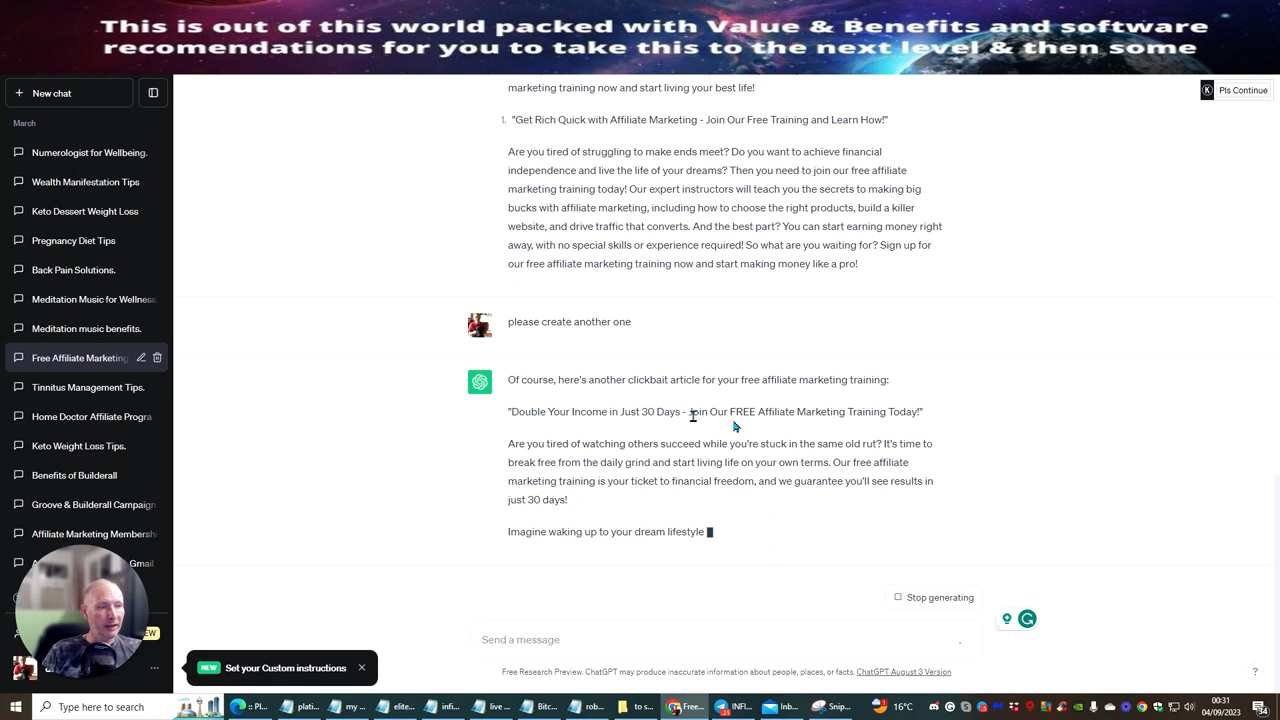 This is out of this world packed with Value & Benefits and software
recomendations for you to take this to the next level & then some
New chat
March
Numerologist for Wellbeing.
Wealth Manifestation Tips
Keto Dessert Weight Loss
Pregnancy Diet Tips
Back Pain Solutions.
Meditation for Wellness.
Meditation music benefits.
Free Affiliate Marketing
Tinnitus Management Tips.
Home Doctor Affiliate Progra
Keto Weight Loss Tips.
Benefits of Builderall
Groove & Builderall Campaign
Affiliate Marketing Membershi
Gmail
NEW
Set your Custom instructions
Pls Continue
marketing training now and start living your best life!
1. "Get Rich Quick with Affiliate Marketing - Join Our Free Training and Learn How!"
Are you tired of struggling to make ends meet? Do you want to achieve financial
independence and live the life of your dreams? Then you need to join our free affiliate
marketing training today! Our expert instructors will teach you the secrets to making big
bucks with affiliate marketing, including how to choose the right products, build a killer
website, and drive traffic that converts. And the best part? You can start earning money right
away, with no special skills or experience required! So what are you waiting for? Sign up for
our free affiliate marketing training now and start making money like a pro!
please create another one
Of course, here's another clickbait article for your free affiliate marketing training:
"Double Your Income in Just 30 Days - Join Our FREE Affiliate Marketing Training Today!"
Are you tired of watching others succeed while you're stuck in the same old rut? It's time to
break free from the daily grind and start living life on your own terms. Our free affiliate
marketing training is your ticket to financial freedom, and we guarantee you'll see results in
just 30 days!
Imagine waking up to your dream lifestyle
Stop generating
Send a message
Free Research Preview. ChatGPT may produce inaccurate information about people, places, or facts. ChatGPT August 3 Version
?
Type here to search
:: PL...
plati...
my ...
elite...
infi...
live ...
Bitc...
rob...
to s...
Free...
INFI...
Inb...
Snip...
16°C
00:31
04/09/2023